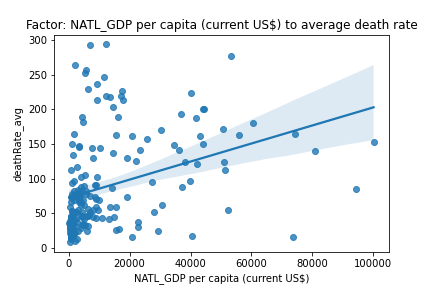 Factor: NATL_GDP per capita (current US$) to average death rate
300
250
200
150
100
50
0
deathRate_avg
0 20000 40000 60000 80000 100000
NATL_GDP per capita (current US$)